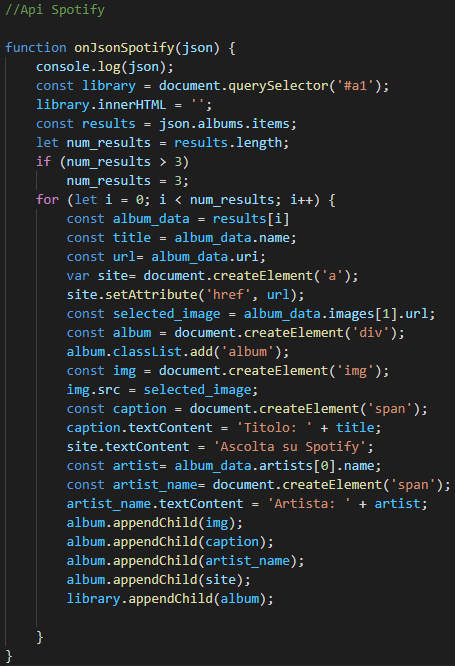 //Api Spotify
function onJsonSpotify(json) {
    console.log(json);
    const library = document.querySelector('#a1');
    library.innerHTML = '';
    const results = json.albums.items;
    let num_results = results.length;
    if (num_results > 3)
        num_results = 3;
    for (let i = 0; i < num_results; i++) {
        const album_data = results[i]
        const title = album_data.name;
        const url= album_data.uri;
        var site= document.createElement('a');
        site.setAttribute('href', url);
        const selected_image = album_data.images[1].url;
        const album = document.createElement('div');
        album.classList.add('album');
        const img = document.createElement('img');
        img.src = selected_image;
        const caption = document.createElement('span');
        caption.textContent = 'Titolo: ' + title;
        site.textContent = 'Ascolta su Spotify';
        const artist= album_data.artists[0].name;
        const artist_name= document.createElement('span');
        artist_name.textContent = 'Artista: ' + artist;
        album.appendChild(img);
        album.appendChild(caption);
        album.appendChild(artist_name);
        album.appendChild(site);
        library.appendChild(album);
    }
}